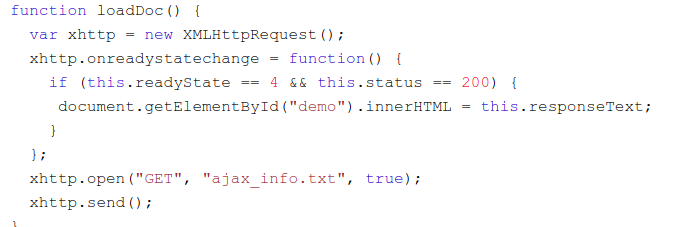 function loadDoc() {
  var xhttp = new XMLHttpRequest();
  xhttp.onreadystatechange = function() {
    if (this.readyState == 4 && this.status == 200) {
     document.getElementById("demo").innerHTML = this.responseText;
    }
  };
  xhttp.open("GET", "ajax_info.txt", true);
  xhttp.send();
}